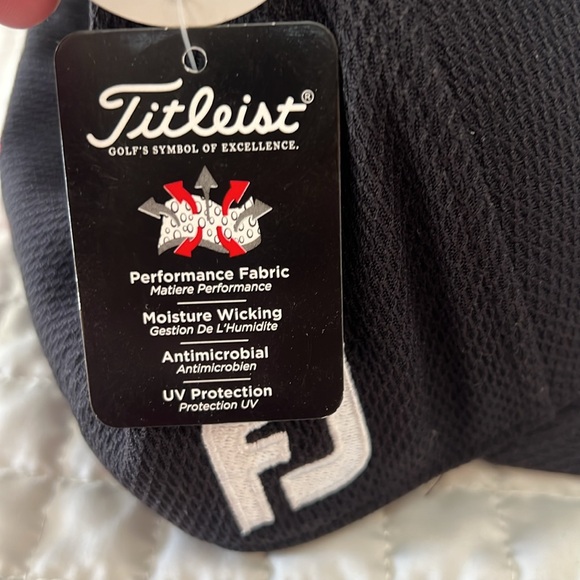 Titleist®
GOLF'S SYMBOL OF EXCELLENCE.
Performance Fabric
Matiere Performance
Moisture Wicking
Gestion De L'Humidite
Antimicrobial
Antimicrobien
UV Protection
Protection UV
FJ